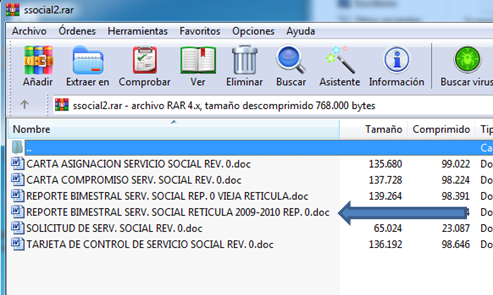 ssocial2.rar
Archivo Órdenes Herramientas Favoritos Opciones Ayuda
Añadir Extraer en Comprobar Ver Eliminar Buscar Asistente Información Buscar virus
ssocial2.rar - archivo RAR 4.x, tamaño descomprimido 768.000 bytes
Nombre Tamaño Comprimido
..
CARTA ASIGNACION SERVICIO SOCIAL REV. 0.doc 135.680 99.022 Do
CARTA COMPROMISO SERV. SOCIAL REV. 0.doc 137.728 98.224 Do
REPORTE BIMESTRAL SERV. SOCIAL REP. 0 VIEJA RETICULA.doc 139.264 98.391 Do
REPORTE BIMESTRAL SERV. SOCIAL RETICULA 2009-2010 REP. 0.doc Do
SOLICITUD DE SERV. SOCIAL REV. 0.doc 65.024 23.087 Do
TARJETA DE CONTROL DE SERVICIO SOCIAL REV. 0.doc 136.192 98.646 Do